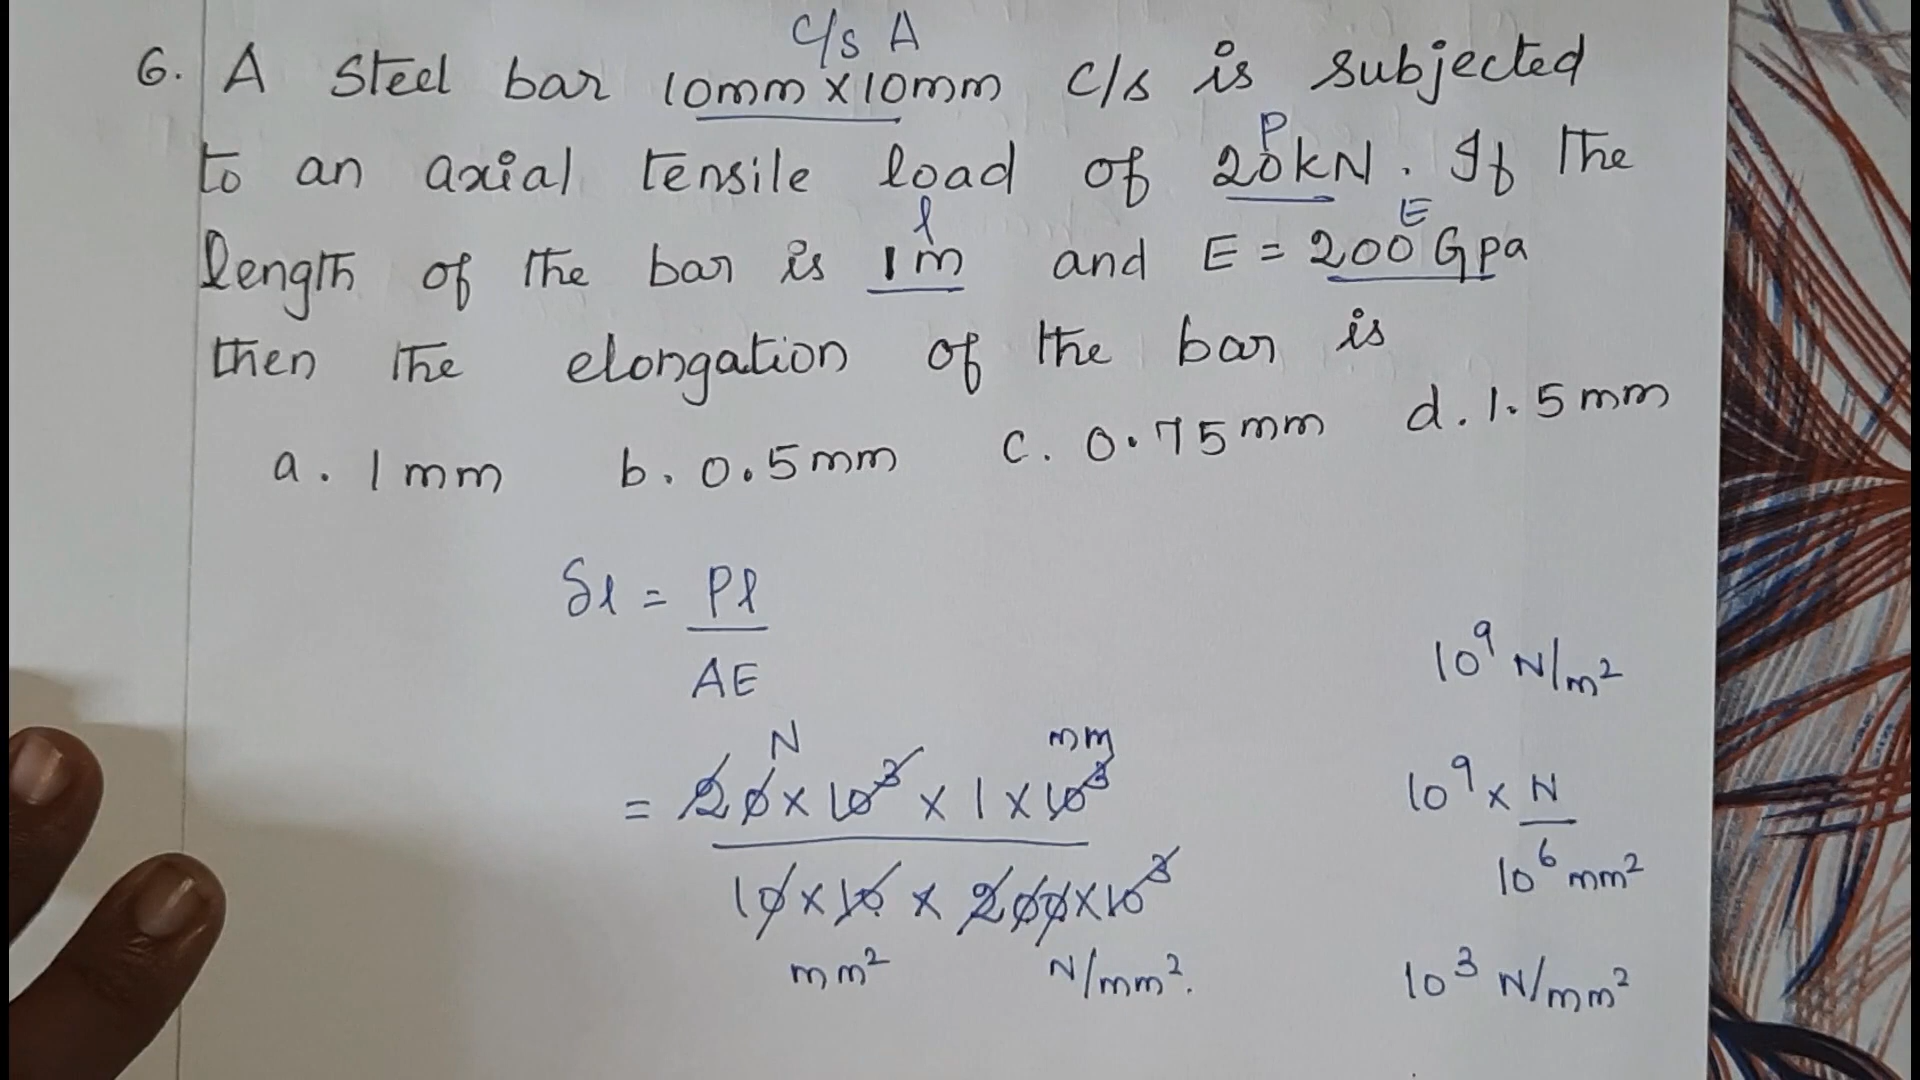 C/s A
6. A Steel bar 10mm x 10mm c/s is subjected
P
to an axial tensile load of 20kN. If the
l E
length of the bar is 1m and E = 200 Gpa
then the elongation of the bar is
a. 1mm b. 0.5mm c. 0.75mm d. 1.5mm
δl = Pl
AE
10⁹ N/m²
N mm
= 20 x 10³ x 1 x 10³
10 x 10 x 200 x 10³
mm² N/mm².
10⁹ x N
10⁶ mm²
10³ N/mm²